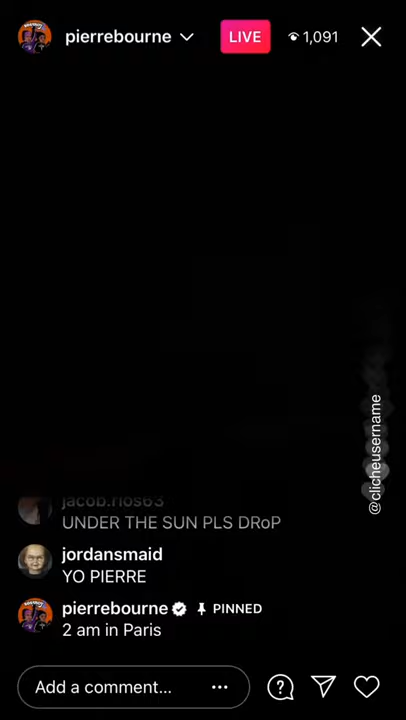 pierrebourne
LIVE
1,091
@clicheusername
jacob.rios63
UNDER THE SUN PLS DRoP
jordansmaid
YO PIERRE
pierrebourne PINNED
2 am in Paris
Add a comment...